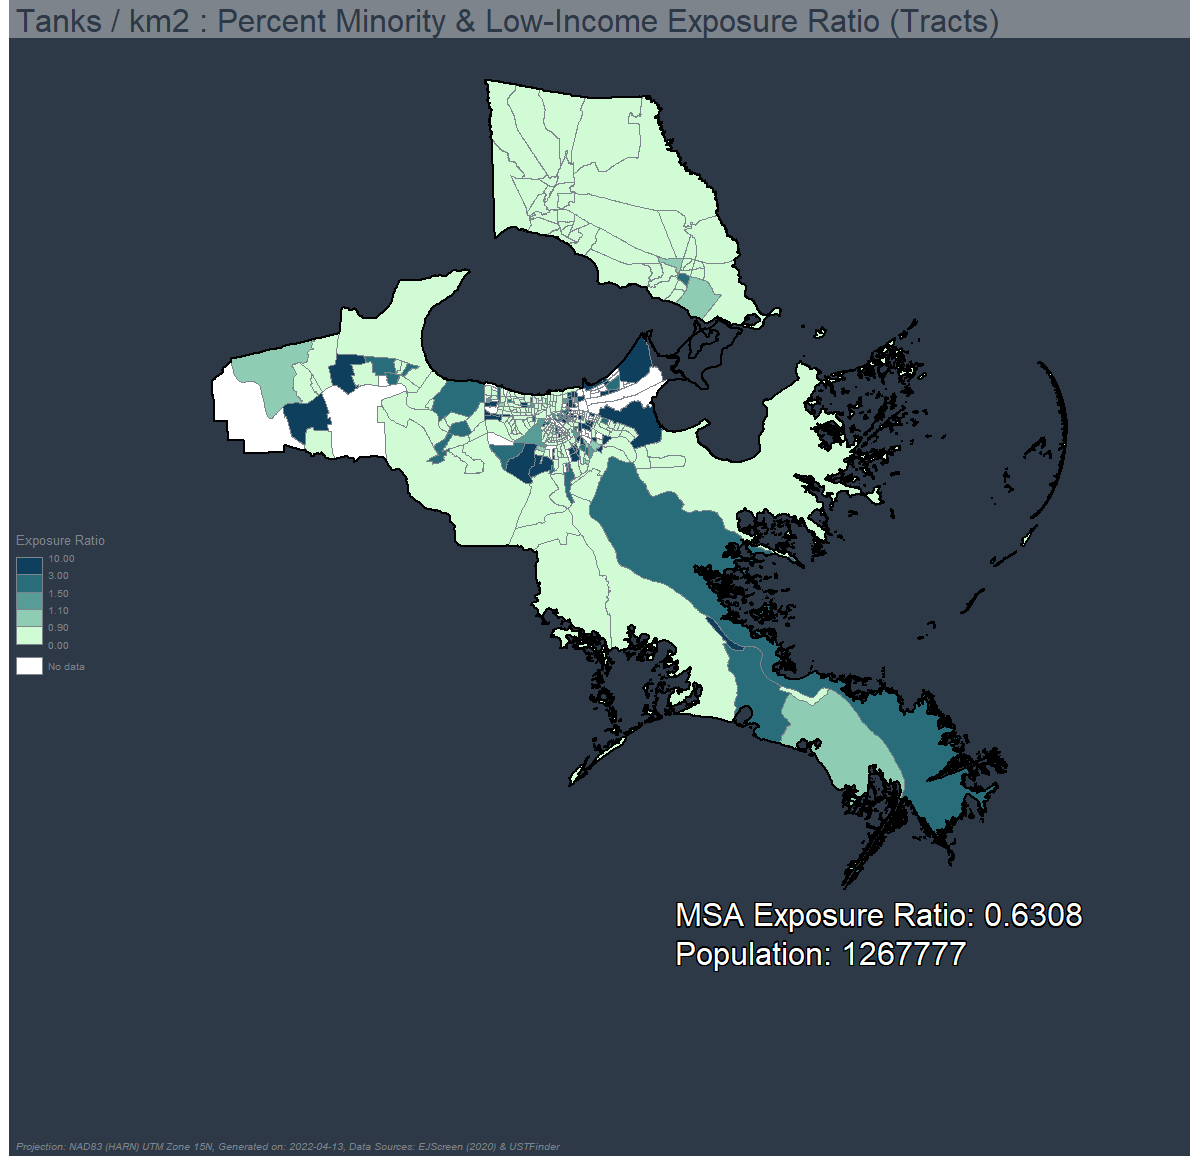 Tanks / km2 : Percent Minority & Low-Income Exposure Ratio (Tracts)
Exposure Ratio
10.00
3.00
1.50
1.10
0.90
0.00
No data
MSA Exposure Ratio: 0.6308
Population: 1267777
Projection: NAD83 (HARN) UTM Zone 15N, Generated on: 2022-04-13, Data Sources: EJScreen (2020) & USTFinder